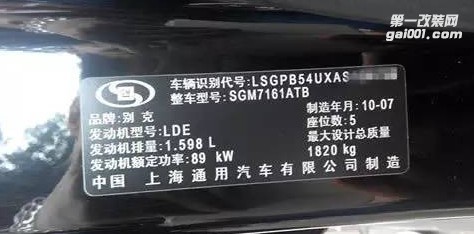 第一改装网
gai001.com
车辆识别代号:LSGPB54UXAS
整车型号:SGM7161ATB
品牌:别克 制造年月:10-07
发动机型号:LDE 座位数:5
发动机排量:1.598 L 最大设计总质量
发动机额定功率:89 kW 1820 kg
中国 上海通用汽车有限公司制造